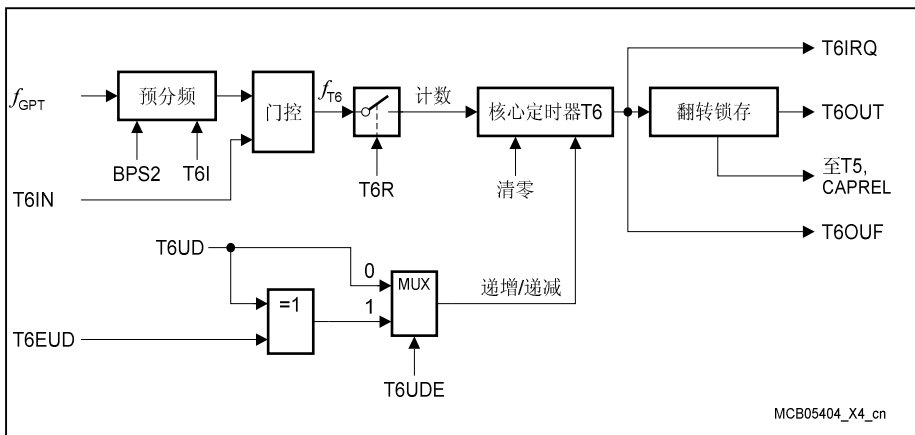 T6IRQ
fGPT
预分频
门控
fT6
计数
核心定时器T6
翻转锁存
T6OUT
BPS2
T6I
T6R
清零
至T5,
CAPREL
T6IN
T6OUF
T6UD
0
MUX
递增/递减
=1
1
T6EUD
T6UDE
MCB05404_X4_cn